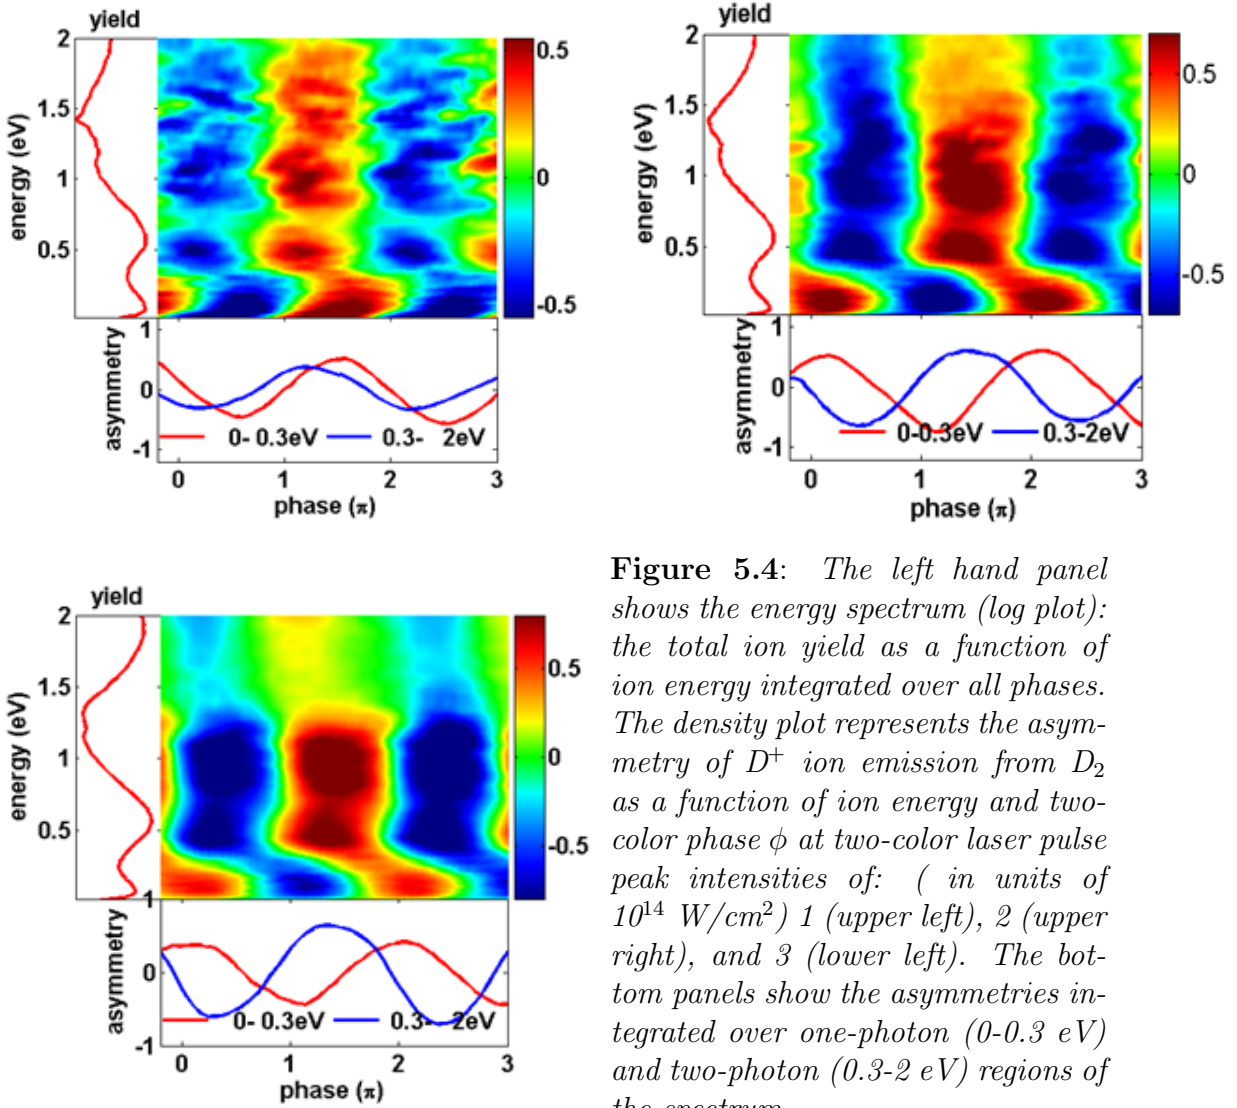 yield
2
1.5
1
0.5
energy (eV)
0.5
0
-0.5
asymmetry
1
0
-1
0- 0.3eV
0.3- 2eV
0 1 2 3
phase (π)
yield
2
1.5
1
0.5
energy (eV)
0.5
0
-0.5
asymmetry
1
0
-1
0-0.3eV
0.3-2eV
0 1 2 3
phase (π)
yield
2
1.5
1
0.5
energy (eV)
0.5
0
-0.5
asymmetry
1
0
-1
0- 0.3eV
0.3- 2eV
0 1 2 3
phase (π)
Figure 5.4: The left hand panel
shows the energy spectrum (log plot):
the total ion yield as a function of
ion energy integrated over all phases.
The density plot represents the asym-
metry of D⁺ ion emission from D₂
as a function of ion energy and two-
color phase ϕ at two-color laser pulse
peak intensities of: ( in units of
10¹⁴ W/cm²) 1 (upper left), 2 (upper
right), and 3 (lower left). The bot-
tom panels show the asymmetries in-
tegrated over one-photon (0-0.3 eV)
and two-photon (0.3-2 eV) regions of